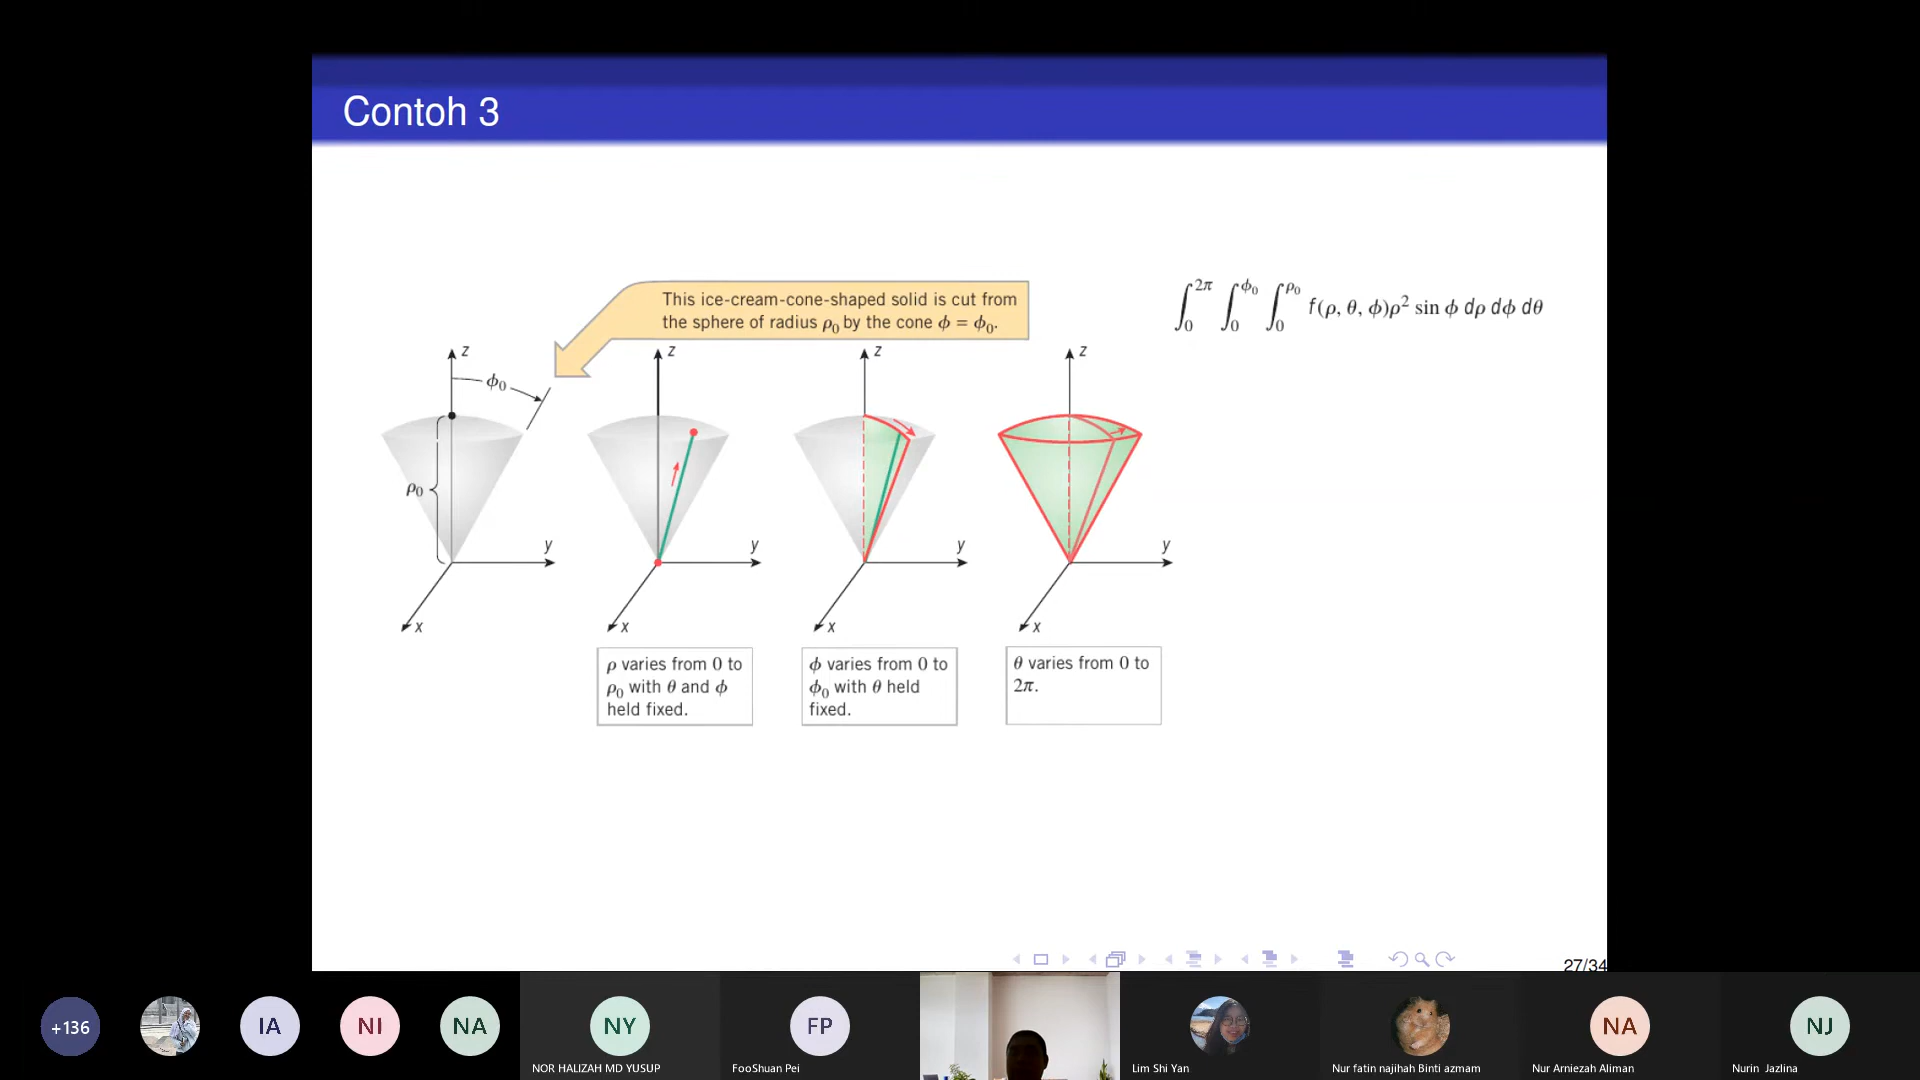 Contoh 3
This ice-cream-cone-shaped solid is cut from
the sphere of radius ρ₀ by the cone ϕ = ϕ₀.
∫₀^2π ∫₀^ϕ₀ ∫₀^ρ₀ f(ρ, θ, ϕ)ρ² sin ϕ dρ dϕ dθ
z
ϕ₀
ρ₀
y
x
z
y
x
z
y
x
z
y
x
ρ varies from 0 to
ρ₀ with θ and ϕ
held fixed.
ϕ varies from 0 to
ϕ₀ with θ held
fixed.
θ varies from 0 to
2π.
27/34
+136
IA
NI
NA
NY
NOR HALIZAH MD YUSUP
FP
FooShuan Pei
Lim Shi Yan
Nur fatin najihah Binti azmam
NA
Nur Arniezah Aliman
NJ
Nurin Jazlina